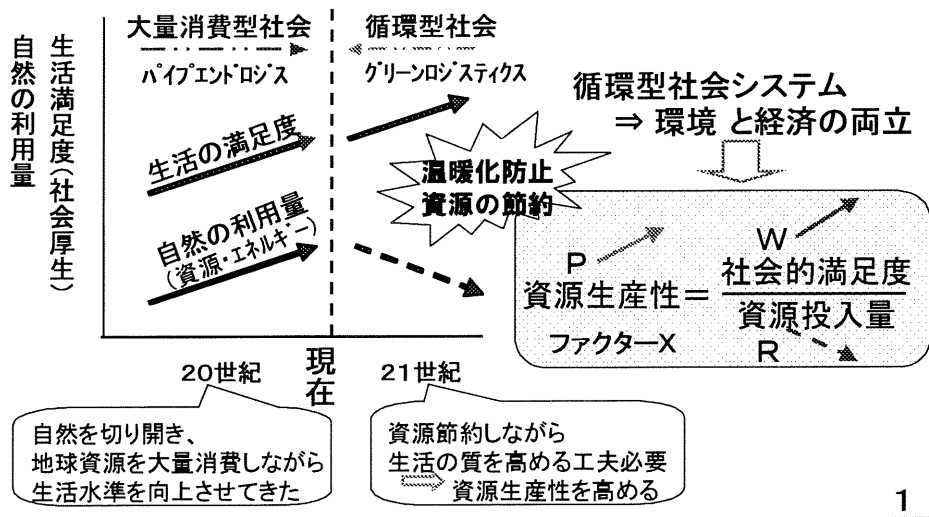 大量消費型社会
循環型社会
パイプエンドロジス
グリーンロジスティクス
生活満足度(社会厚生)
自然の利用量
生活の満足度
自然の利用量
(資源・エネルギー)
温暖化防止
資源の節約
循環型社会システム
⇒ 環境 と経済の両立
P
資源生産性=
W
社会的満足度
資源投入量
R
ファクターX
20世紀
現在
21世紀
自然を切り開き、
地球資源を大量消費しながら
生活水準を向上させてきた
資源節約しながら
生活の質を高める工夫必要
資源生産性を高める
1